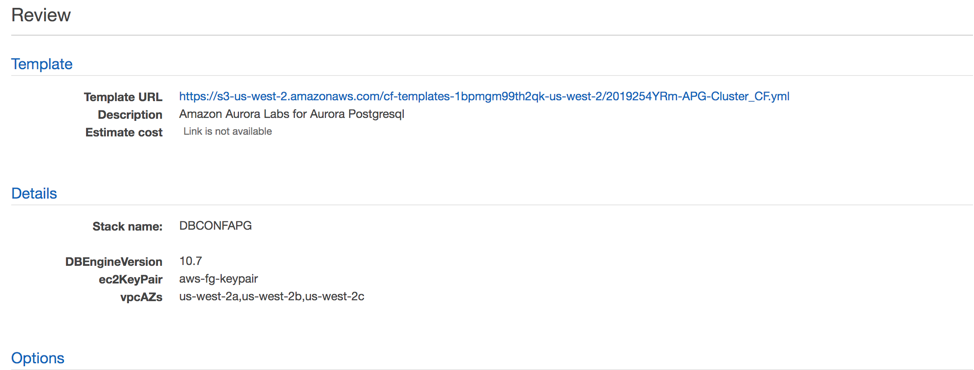 Review
Template
Template URL https://s3-us-west-2.amazonaws.com/cf-templates-1bpmgm99th2qk-us-west-2/2019254YRm-APG-Cluster_CF.yml
Description Amazon Aurora Labs for Aurora Postgresql
Estimate cost Link is not available
Details
Stack name: DBCONFAPG
DBEngineVersion 10.7
ec2KeyPair aws-fg-keypair
vpcAZs us-west-2a,us-west-2b,us-west-2c
Options